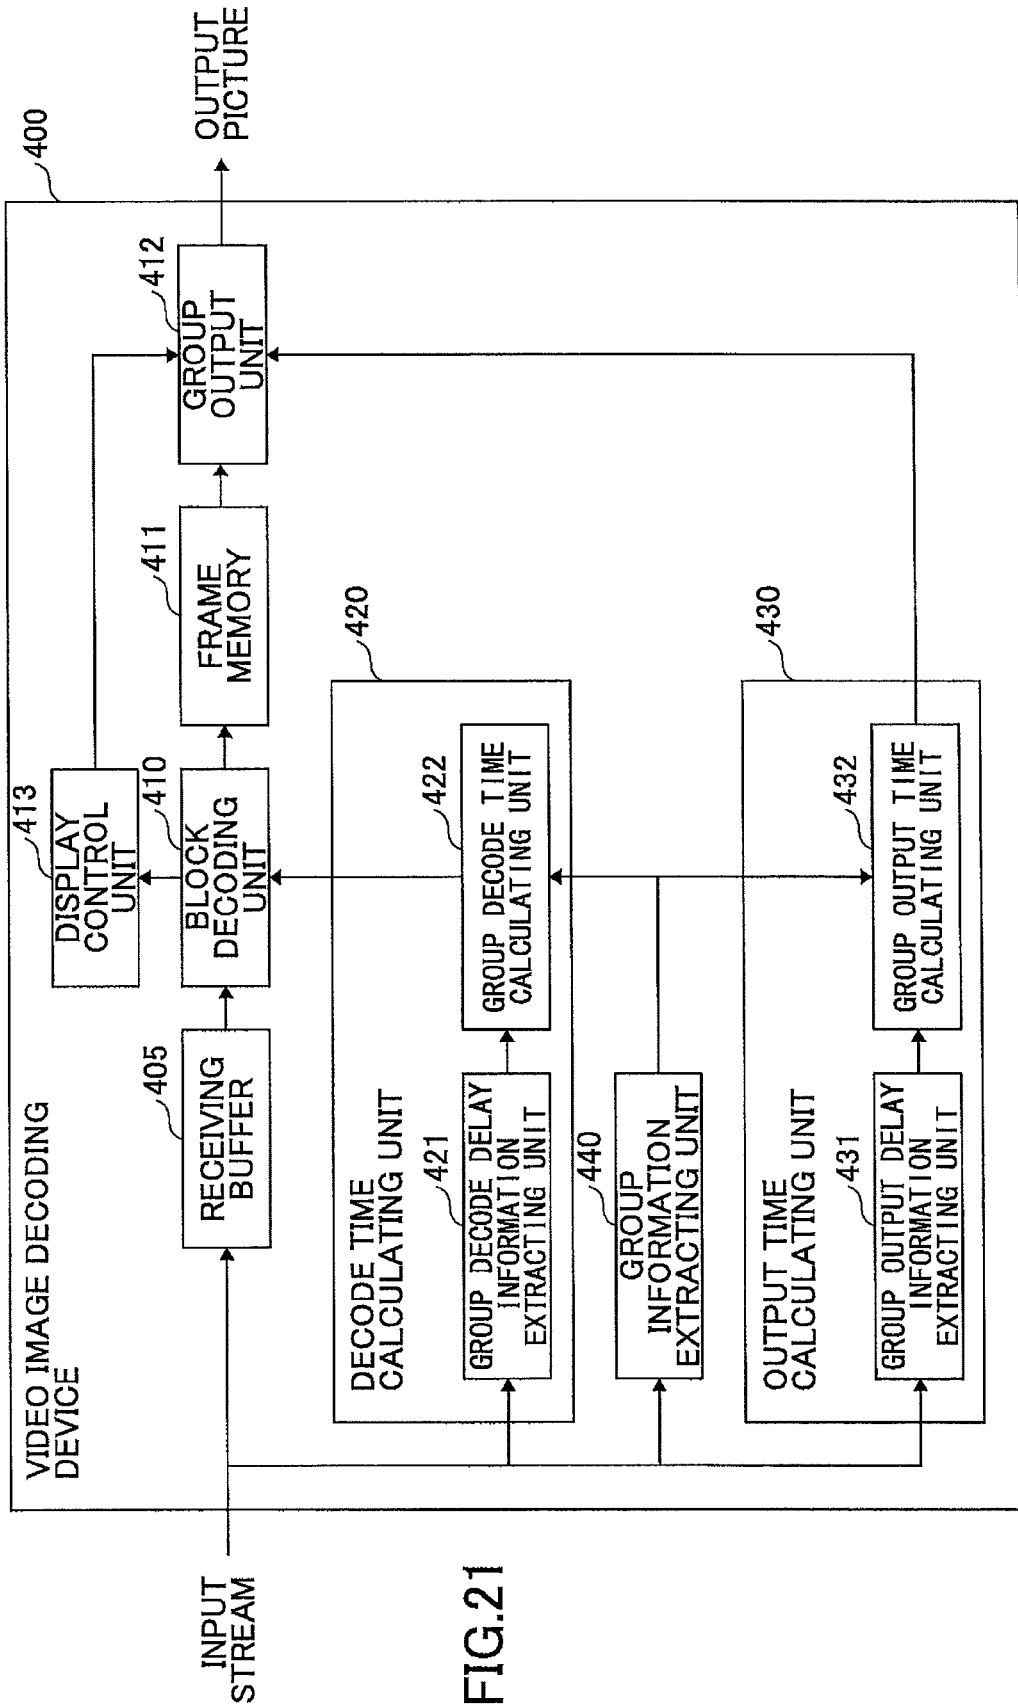 FIG.21
VIDEO IMAGE DECODING
DEVICE
400
INPUT
STREAM
405
RECEIVING
BUFFER
413
DISPLAY
CONTROL
UNIT
410
BLOCK
DECODING
UNIT
411
FRAME
MEMORY
412
GROUP
OUTPUT
UNIT
OUTPUT
PICTURE
420
DECODE TIME
CALCULATING UNIT
421
GROUP DECODE DELAY
INFORMATION
EXTRACTING UNIT
422
GROUP DECODE TIME
CALCULATING UNIT
440
GROUP
INFORMATION
EXTRACTING UNIT
430
OUTPUT TIME
CALCULATING UNIT
431
GROUP OUTPUT DELAY
INFORMATION
EXTRACTING UNIT
432
GROUP OUTPUT TIME
CALCULATING UNIT